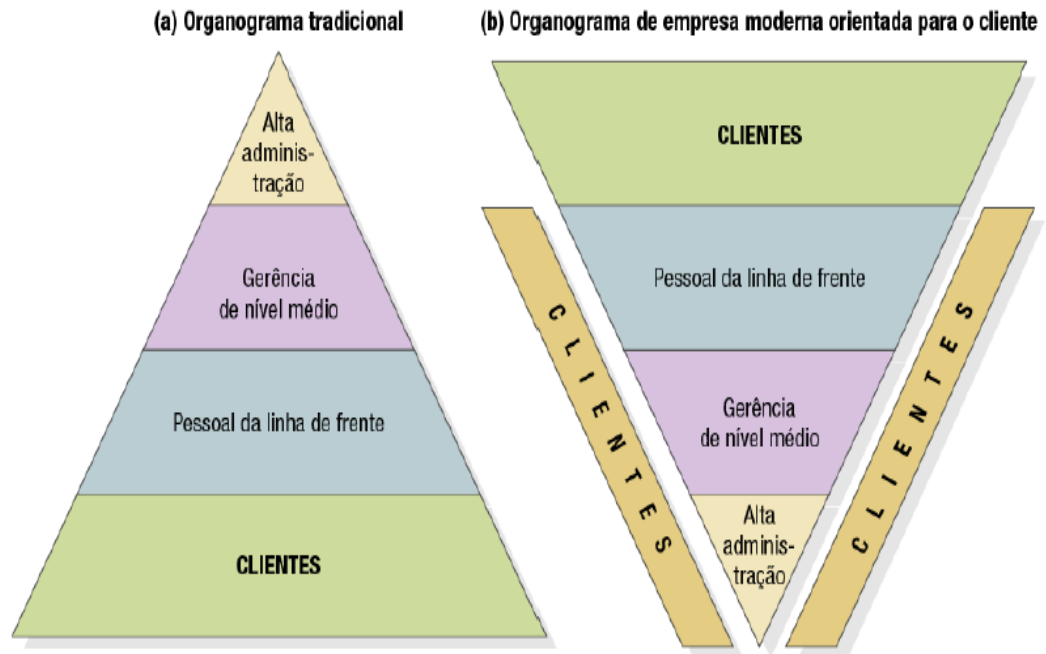 (a) Organograma tradicional
Alta
adminis-
tração
Gerência
de nível médio
Pessoal da linha de frente
CLIENTES
(b) Organograma de empresa moderna orientada para o cliente
CLIENTES
Pessoal da linha de frente
Gerência
de nível médio
Alta
adminis-
tração
CLIENTES
CLIENTES